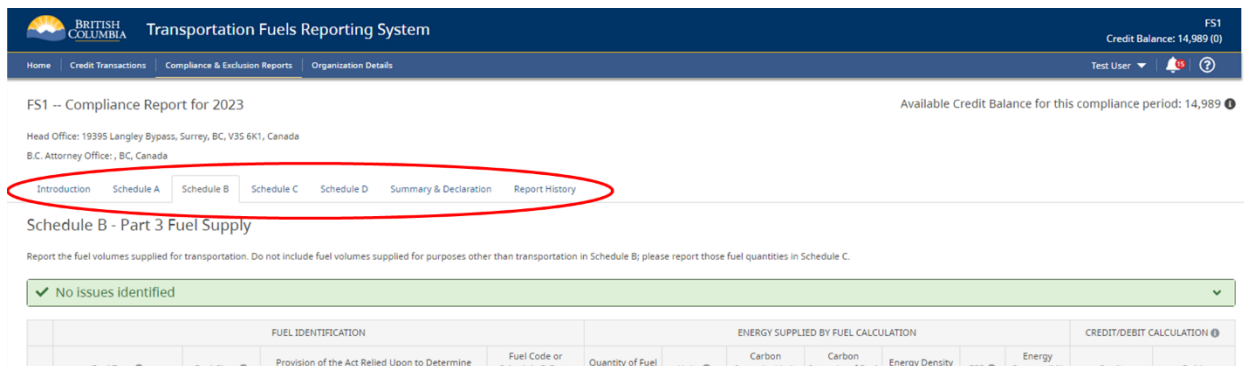 BRITISH COLUMBIA Transportation Fuels Reporting System
FS1
Credit Balance: 14,989 (0)
Home Credit Transactions Compliance & Exclusion Reports Organization Details Test User 15
FS1 -- Compliance Report for 2023
Available Credit Balance for this compliance period: 14,989
Head Office: 19395 Langley Bypass, Surrey, BC, V3S 6K1, Canada
B.C. Attorney Office: , BC, Canada
Introduction Schedule A Schedule B Schedule C Schedule D Summary & Declaration Report History
Schedule B - Part 3 Fuel Supply
Report the fuel volumes supplied for transportation. Do not include fuel volumes supplied for purposes other than transportation in Schedule B; please report those fuel quantities in Schedule C.
No issues identified
FUEL IDENTIFICATION ENERGY SUPPLIED BY FUEL CALCULATION CREDIT/DEBIT CALCULATION
Provision of the Act Relied Upon to Determine Fuel Code or Quantity of Fuel Carbon Carbon Energy Density Energy